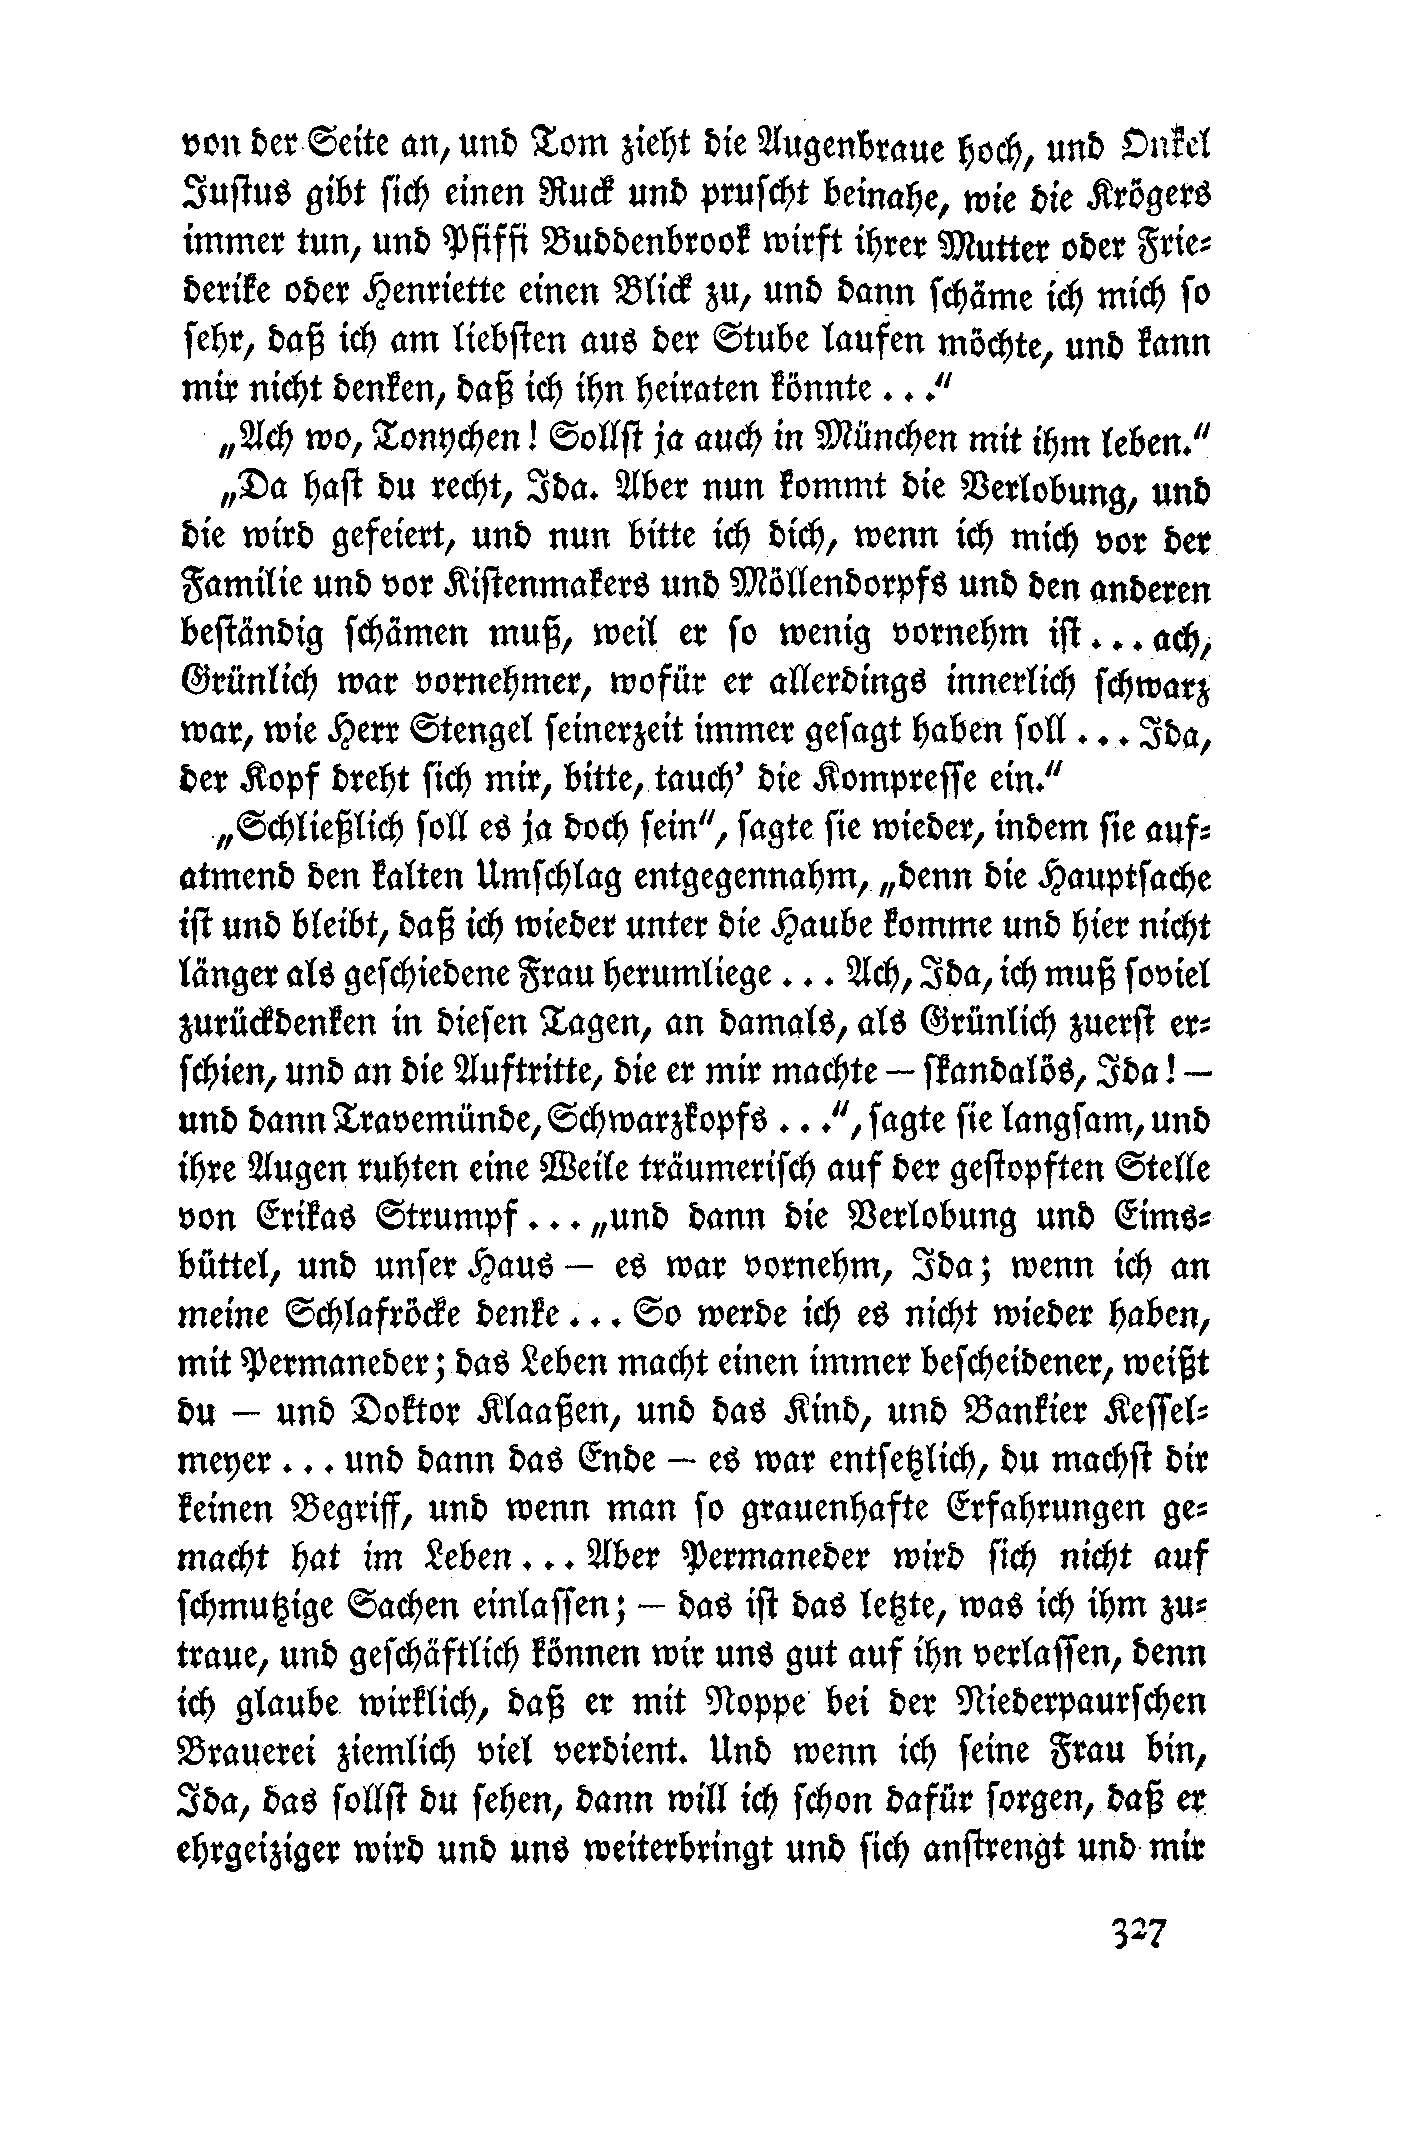 von der Seite an, und Tom zieht die Augenbraue hoch, und Onkel
Justus gibt sich einen Ruck und pruscht beinahe, wie die Krögers
immer tun, und Pfiffi Buddenbrook wirft ihrer Mutter oder Frie-
derike oder Henriette einen Blick zu, und dann schäme ich mich so
sehr, daß ich am liebsten aus der Stube laufen möchte, und kann
mir nicht denken, daß ich ihn heiraten könnte . . .“
„Ach wo, Tonychen! Sollst ja auch in München mit ihm leben.“
„Da hast du recht, Ida. Aber nun kommt die Verlobung, und
die wird gefeiert, und nun bitte ich dich, wenn ich mich vor der
Familie und vor Kistenmakers und Möllendorpfs und den anderen
beständig schämen muß, weil er so wenig vornehm ist . . . ach,
Grünlich war vornehmer, wofür er allerdings innerlich schwarz
war, wie Herr Stengel seinerzeit immer gesagt haben soll . . . Ida,
der Kopf dreht sich mir, bitte, tauch’ die Kompresse ein.“
„Schließlich soll es ja doch sein“, sagte sie wieder, indem sie auf-
atmend den kalten Umschlag entgegennahm, „denn die Hauptsache
ist und bleibt, daß ich wieder unter die Haube komme und hier nicht
länger als geschiedene Frau herumliege . . . Ach, Ida, ich muß soviel
zurückdenken in diesen Tagen, an damals, als Grünlich zuerst er-
schien, und an die Auftritte, die er mir machte — skandalös, Ida! —
und dann Travemünde, Schwarzkopfs . . .“, sagte sie langsam, und
ihre Augen ruhten eine Weile träumerisch auf der gestopften Stelle
von Erikas Strumpf . . . „und dann die Verlobung und Eims-
büttel, und unser Haus — es war vornehm, Ida; wenn ich an
meine Schlafröcke denke . . . So werde ich es nicht wieder haben,
mit Permaneder; das Leben macht einen immer bescheidener, weißt
du — und Doktor Klaaßen, und das Kind, und Bankier Kessel-
meyer . . . und dann das Ende — es war entsetzlich, du machst dir
keinen Begriff, und wenn man so grauenhafte Erfahrungen ge-
macht hat im Leben . . . Aber Permaneder wird sich nicht auf
schmutzige Sachen einlassen; — das ist das letzte, was ich ihm zu-
traue, und geschäftlich können wir uns gut auf ihn verlassen, denn
ich glaube wirklich, daß er mit Noppe bei der Niederpaurschen
Brauerei ziemlich viel verdient. Und wenn ich seine Frau bin,
Ida, das sollst du sehen, dann will ich schon dafür sorgen, daß er
ehrgeiziger wird und uns weiterbringt und sich anstrengt und mir
327